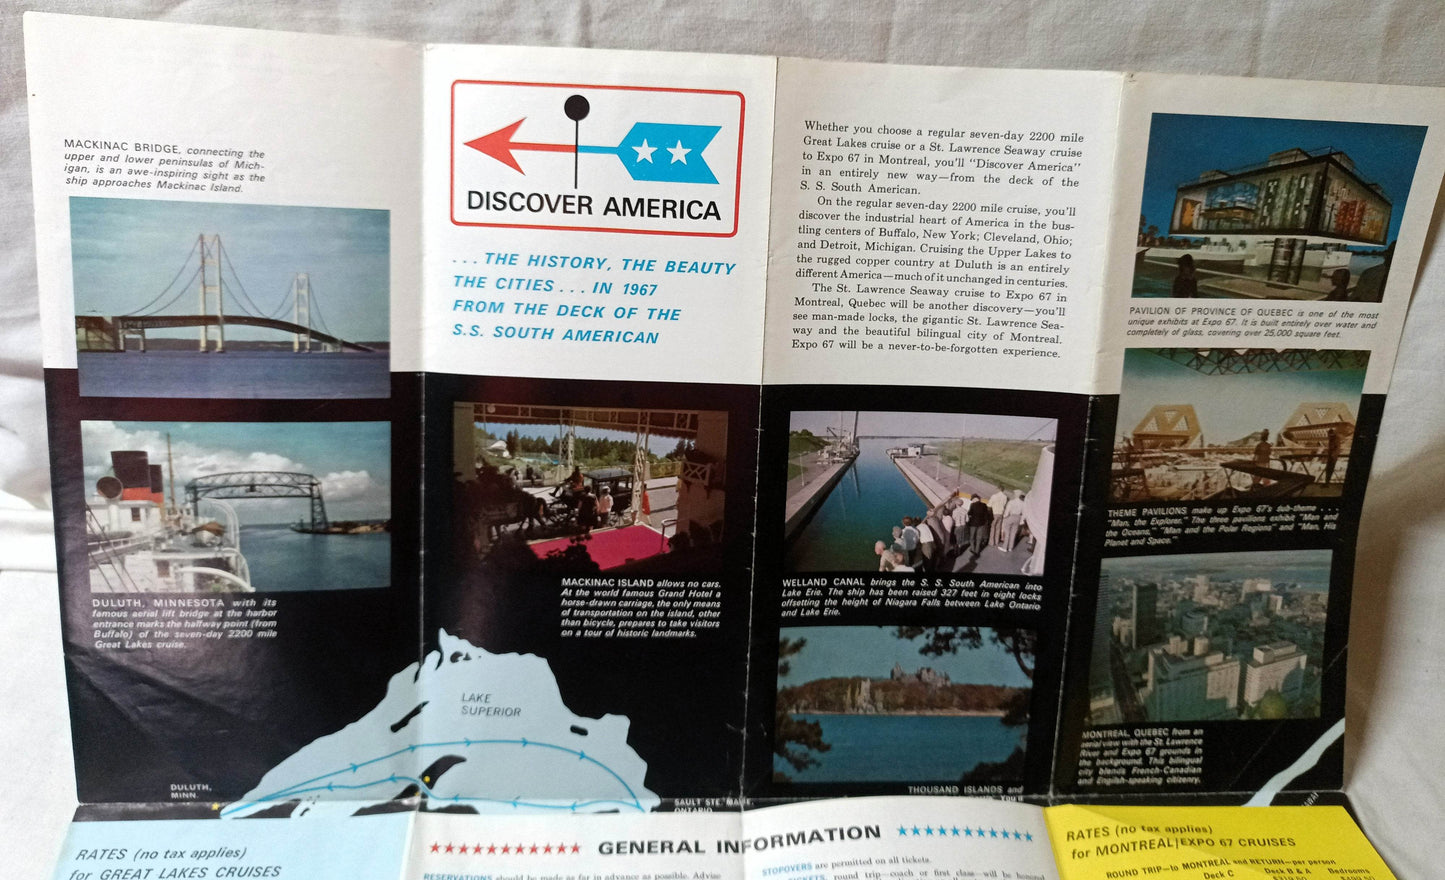 MACKINAC BRIDGE, connecting the
upper and lower peninsulas of Mich-
igan, is an awe-inspiring sight as the
ship approaches Mackinac Island.
DULUTH, MINNESOTA with its
famous aerial lift bridge at the harbor
entrance marks the halfway point (from
Buffalo) of the seven-day 2200 mile
Great Lakes cruise.
DISCOVER AMERICA
. . . THE HISTORY, THE BEAUTY
THE CITIES . . . IN 1967
FROM THE DECK OF THE
S.S. SOUTH AMERICAN
MACKINAC ISLAND allows no cars.
At the world famous Grand Hotel a
horse-drawn carriage, the only means
of transportation on the island, other
than bicycle, prepares to take visitors
on a tour of historic landmarks.
LAKE
SUPERIOR
DULUTH,
MINN.
SAULT STE. MARIE,
ONTARIO
Whether you choose a regular seven-day 2200 mile
Great Lakes cruise or a St. Lawrence Seaway cruise
to Expo 67 in Montreal, you'll "Discover America"
in an entirely new way—from the deck of the
S. S. South American.
On the regular seven-day 2200 mile cruise, you'll
discover the industrial heart of America in the bus-
tling centers of Buffalo, New York; Cleveland, Ohio;
and Detroit, Michigan. Cruising the Upper Lakes to
the rugged copper country at Duluth is an entirely
different America—much of it unchanged in centuries.
The St. Lawrence Seaway cruise to Expo 67 in
Montreal, Quebec will be another discovery—you'll
see man-made locks, the gigantic St. Lawrence Sea-
way and the beautiful bilingual city of Montreal.
Expo 67 will be a never-to-be-forgotten experience.
WELLAND CANAL brings the S. S. South American into
Lake Erie. The ship has been raised 327 feet in eight locks
offsetting the height of Niagara Falls between Lake Ontario
and Lake Erie.
THOUSAND ISLANDS and
You'll
PAVILION OF PROVINCE OF QUEBEC is one of the most
unique exhibits at Expo 67. It is built entirely over water and
completely of glass, covering over 25,000 square feet.
THEME PAVILIONS make up Expo 67's sub-theme . .
"Man, the Explorer." The three pavilions exhibit "Man and
the Oceans," "Man and the Polar Regions" and "Man, His
Planet and Space."
MONTREAL, QUEBEC from an
aerial view with the St. Lawrence
River and Expo 67 grounds in
the background. This bilingual
city blends French-Canadian
and English-speaking citizenry.
RATES (no tax applies)
for GREAT LAKES CRUISES
GENERAL INFORMATION
RESERVATIONS should be made as far in advance as possible. Advise
STOPOVERS are permitted on all tickets.
TICKETS, round trip—coach or first class—will be honored
RATES (no tax applies)
for MONTREAL/EXPO 67 CRUISES
ROUND TRIP—to MONTREAL and RETURN—per person
Deck C Deck B & A Bedrooms